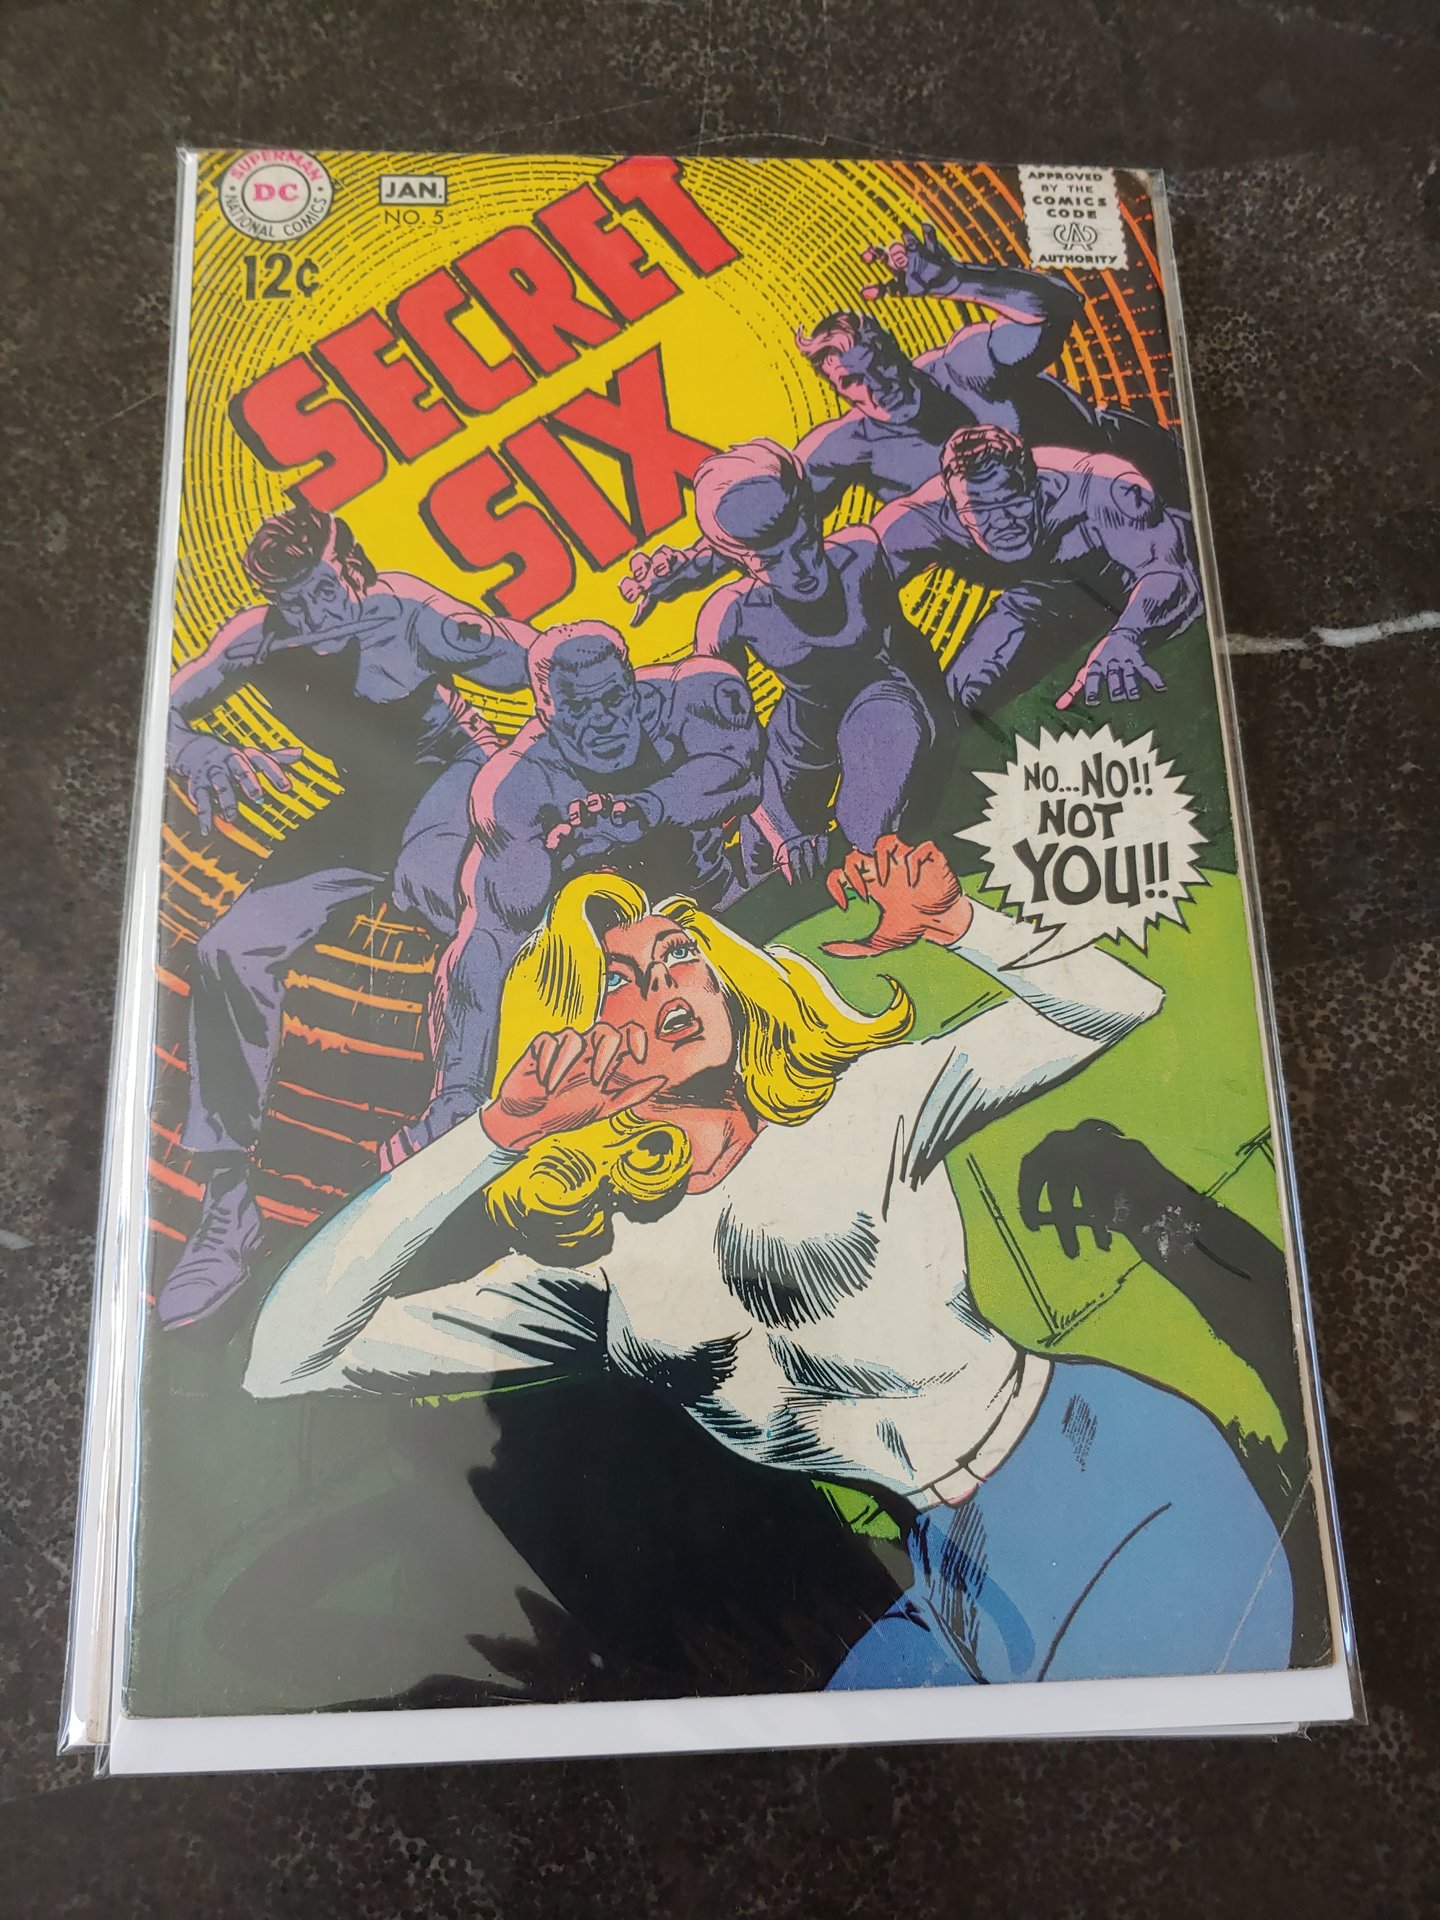 SUPERMAN
DC
NATIONAL COMICS
JAN.
NO. 5
12¢
SECRET
SIX
APPROVED
BY THE
COMICS
CODE
CA
AUTHORITY
NO...NO!!
NOT
YOU!!